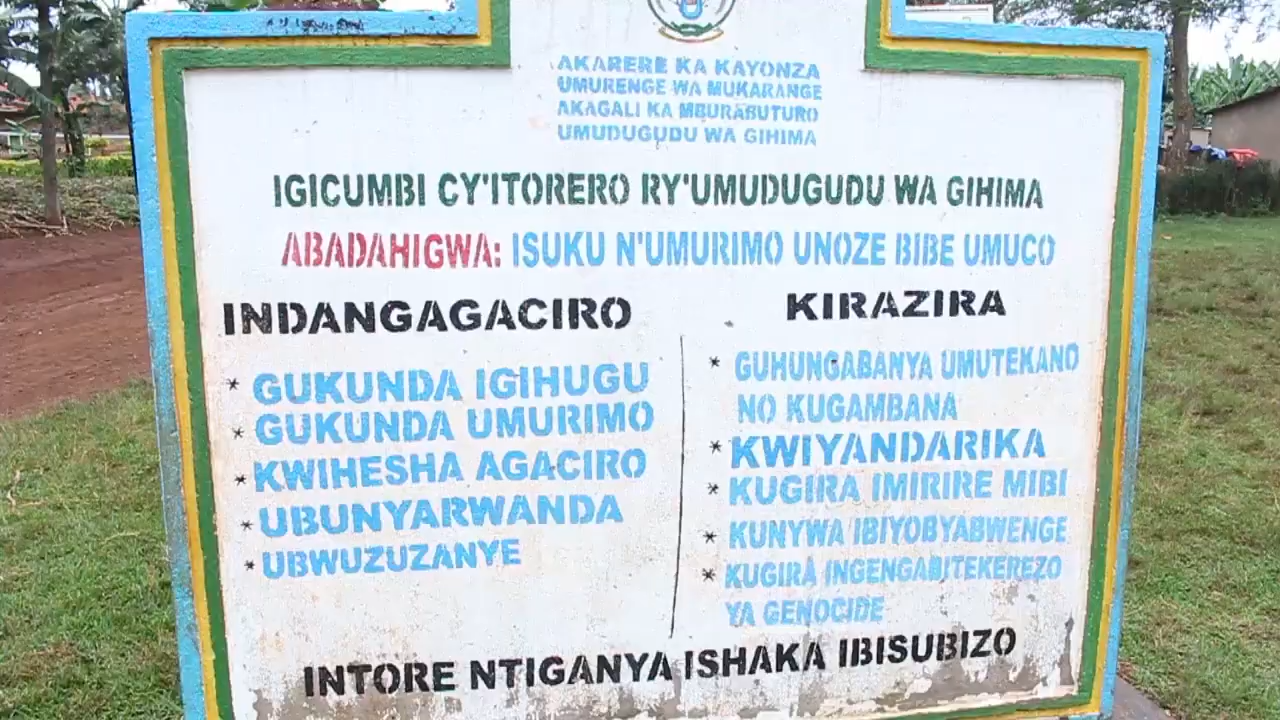 AKARERE KA KAYONZA
UMURENGE WA MUKARANGE
AKAGALI KA MBURABUTURO
UMUDUGUDU WA GIHIMA
IGICUMBI CY'ITORERO RY'UMUDUGUDU WA GIHIMA
ABADAHIGWA: ISUKU N'UMURIMO UNOZE BIBE UMUCO
INDANGAGACIRO
* GUKUNDA IGIHUGU
* GUKUNDA UMURIMO
* KWIHESHA AGACIRO
* UBUNYARWANDA
* UBWUZUZANYE
KIRAZIRA
* GUHUNGABANYA UMUTEKANO
NO KUGAMBANA
* KWIYANDARIKA
* KUGIRA IMIRIRE MIBI
* KUNYWA IBIYOBYABWENGE
* KUGIRA INGENGABITEKEREZO
YA GENOCIDE
INTORE NTIGANYA ISHAKA IBISUBIZO